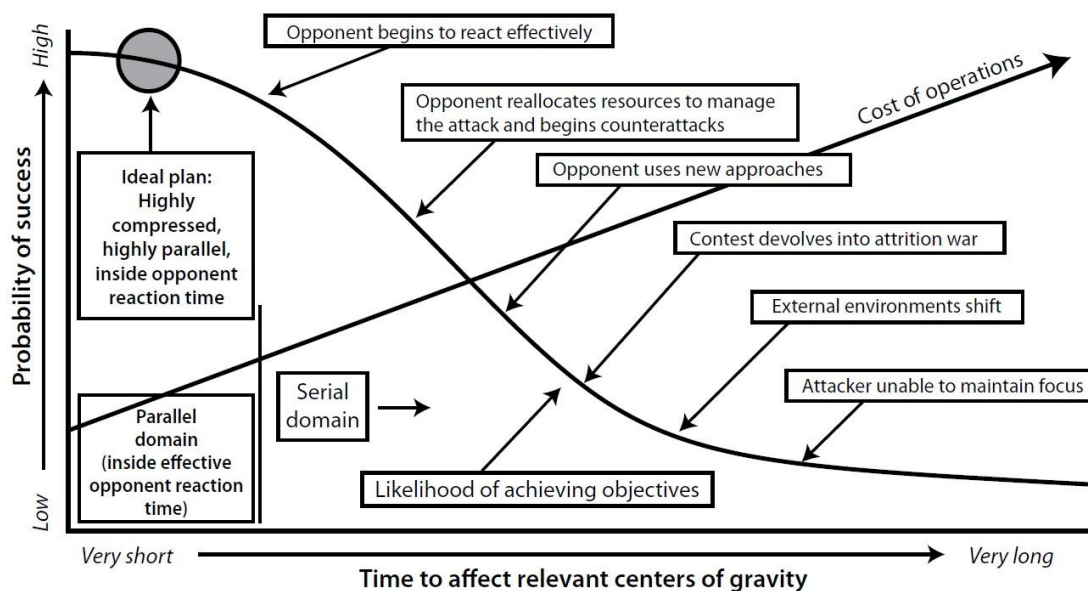 High
Opponent begins to react effectively
Cost of operations
Opponent reallocates resources to manage
the attack and begins counterattacks
Opponent uses new approaches
Ideal plan:
Highly
compressed,
highly parallel,
inside opponent
reaction time
Probability of success
Contest devolves into attrition war
External environments shift
Attacker unable to maintain focus
Serial
domain
Parallel
domain
(inside effective
opponent reaction
time)
Likelihood of achieving objectives
Low
Very short
Very long
Time to affect relevant centers of gravity